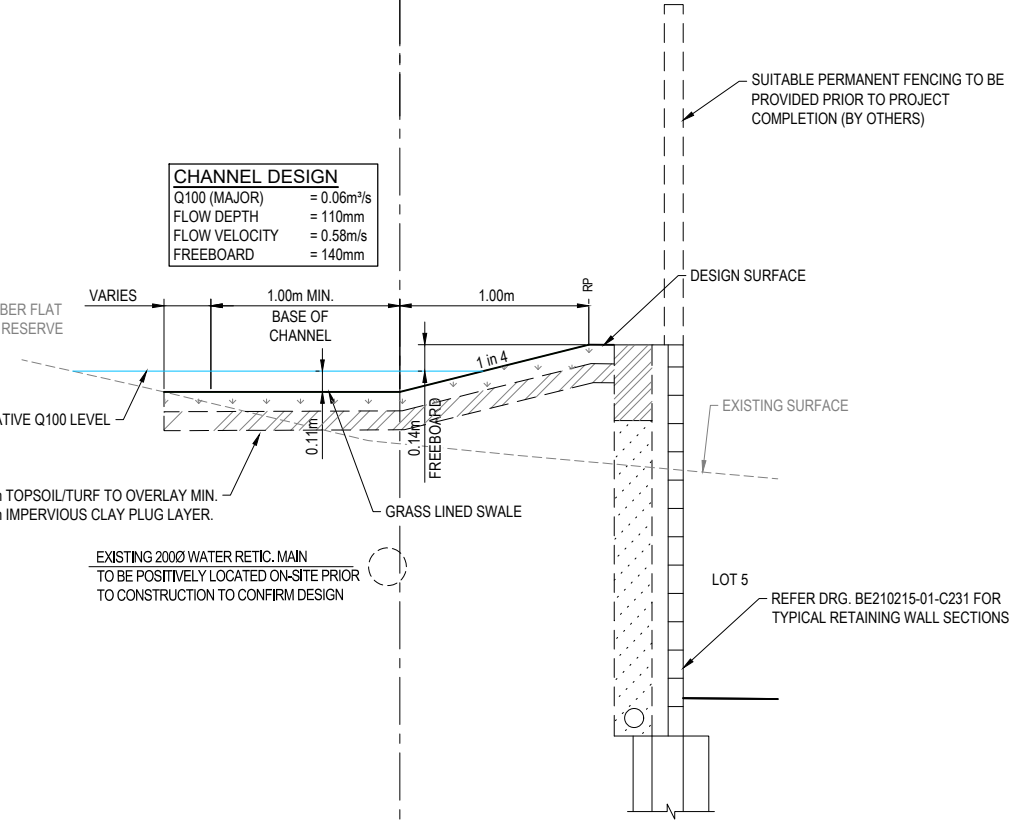 SUITABLE PERMANENT FENCING TO BE
PROVIDED PRIOR TO PROJECT
COMPLETION (BY OTHERS)
CHANNEL DESIGN
Q100 (MAJOR) = 0.06m³/s
FLOW DEPTH = 110mm
FLOW VELOCITY = 0.58m/s
FREEBOARD = 140mm
RP
DESIGN SURFACE
VARIES
1.00m MIN.
BASE OF
CHANNEL
1.00m
BER FLAT
RESERVE
1 in 4
ATIVE Q100 LEVEL
0.11m
0.14m
FREEBOARD
EXISTING SURFACE
TOPSOIL/TURF TO OVERLAY MIN.
IMPERVIOUS CLAY PLUG LAYER.
GRASS LINED SWALE
EXISTING 200Ø WATER RETIC. MAIN
TO BE POSITIVELY LOCATED ON-SITE PRIOR
TO CONSTRUCTION TO CONFIRM DESIGN
LOT 5
REFER DRG. BE210215-01-C231 FOR
TYPICAL RETAINING WALL SECTIONS